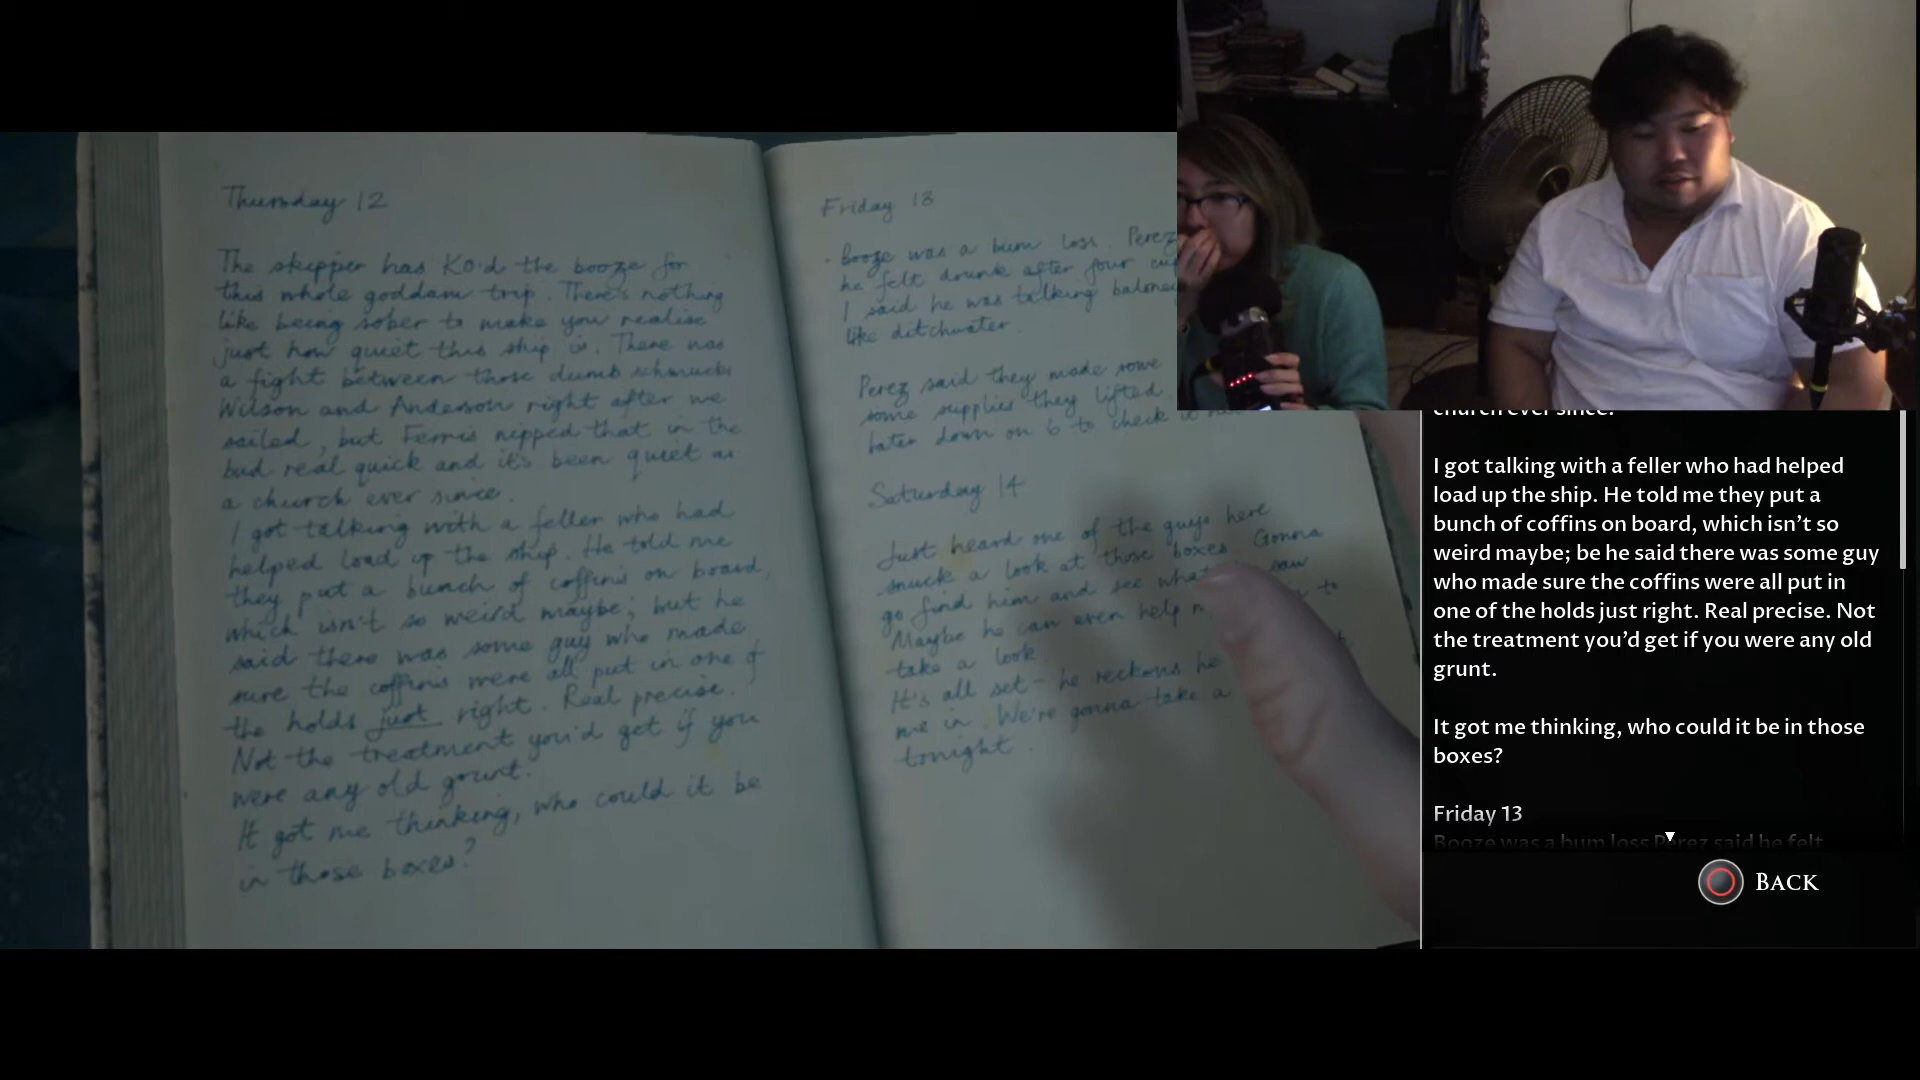 Thursday 12
The skipper has KO'd the booze for
this whole goddam trip. There's nothing
like being sober to make you realise
just how quiet this ship is. There was
a fight between those dumb schmucks
Wilson and Anderson right after we
sailed, but Ferris nipped that in the
bud real quick and it's been quiet as
a church ever since.
I got talking with a feller who had
helped load up the ship. He told me
they put a bunch of coffins on board,
which isn't so weird maybe; but he
said there was some guy who made
sure the coffins were all put in one of
the holds just right. Real precise.
Not the treatment you'd get if you
were any old grunt.
It got me thinking, who could it be
in those boxes?
Friday 13
Booze was a bum loss. Perez
he felt drunk after four
I said he was talking
like ditchwater.
Perez said they made some
some supplies they lifted
later down on 6 to check it
Saturday 14
Just heard one of the guys here
snuck a look at those boxes. Gonna
go find him and see what saw
Maybe he can even help to
take a look.
It's all set - he reckons he
me in. We're gonna take a
tonight.
church ever since.
I got talking with a feller who had helped
load up the ship. He told me they put a
bunch of coffins on board, which isn't so
weird maybe; be he said there was some guy
who made sure the coffins were all put in
one of the holds just right. Real precise. Not
the treatment you'd get if you were any old
grunt.
It got me thinking, who could it be in those
boxes?
Friday 13
Booze was a bum loss Perez said he felt
BACK